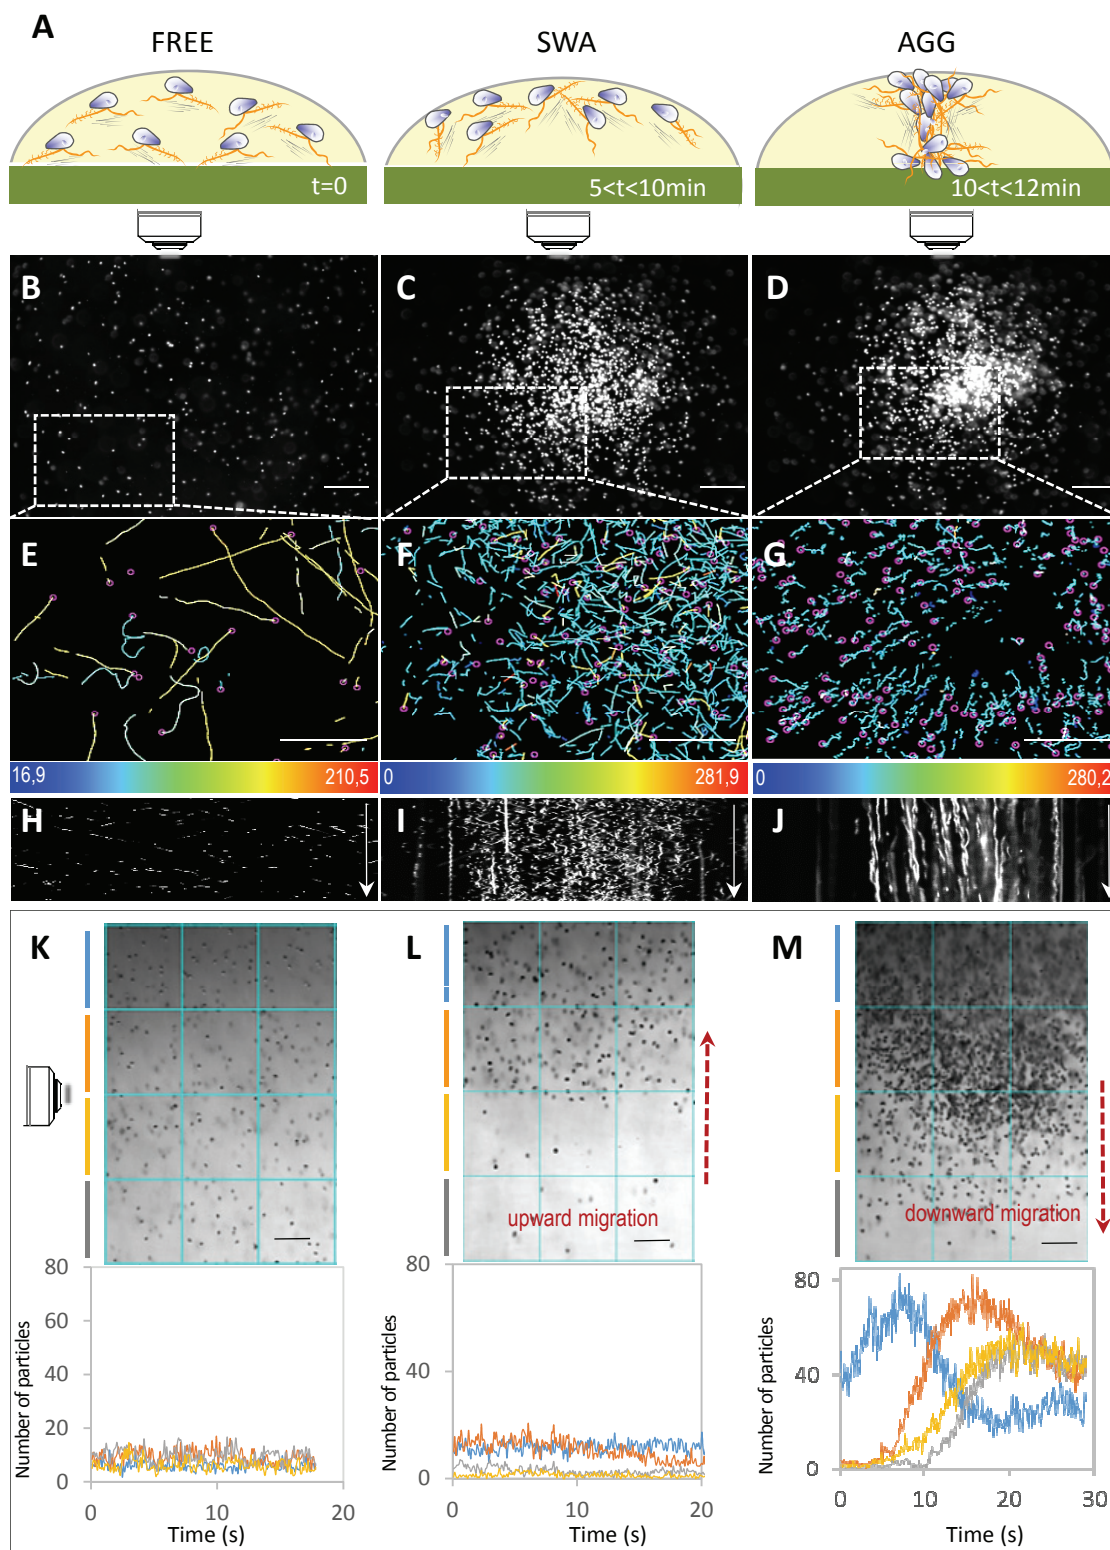 A
FREE
SWA
AGG
t=0
5<t<10min
10<t<12min
B
C
D
E
F
G
16,9
210,5
0
281,9
0
280,2
H
I
J
K
L
M
upward migration
downward migration
80
60
40
20
0
Number of particles
0
10
20
Time (s)
80
40
0
Number of particles
0
10
20
Time (s)
80
40
0
Number of particles
0
10
20
30
Time (s)